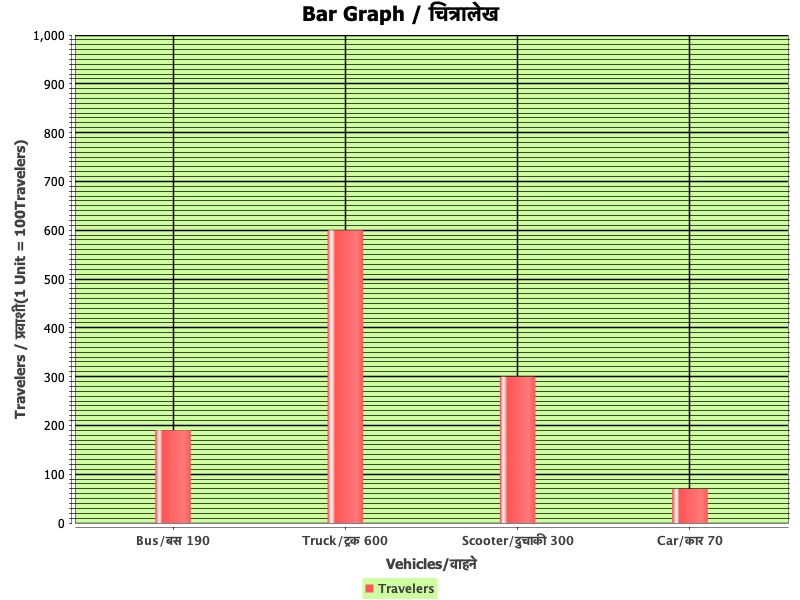 Bar Graph / चित्रालेख
Travelers / प्रवाशी(1 Unit = 100Travelers)
1,000
900
800
700
600
500
400
300
200
100
0
Bus/बस 190 Truck/ट्रक 600 Scooter/दुचाकी 300 Car/कार 70
Vehicles/वाहने
Travelers